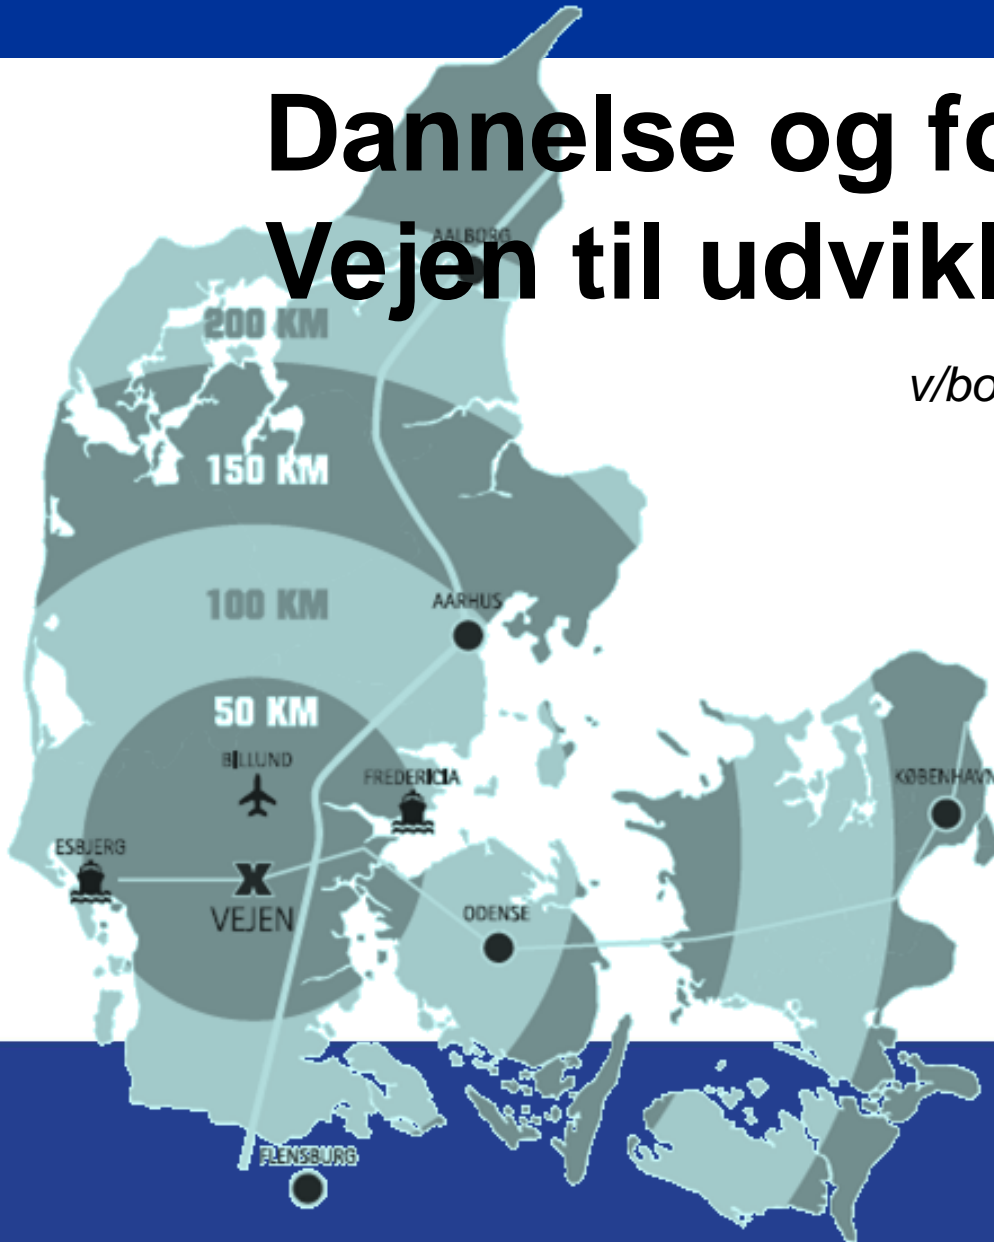 Dannelse og fo
Vejen til udvikl
v/bo
AALBORG
200 KM
150 KM
100 KM
AARHUS
50 KM
BILLUND
FREDERICIA
KØBENHAVN
ESBJERG
VEJEN
ODENSE
FLENSBURG